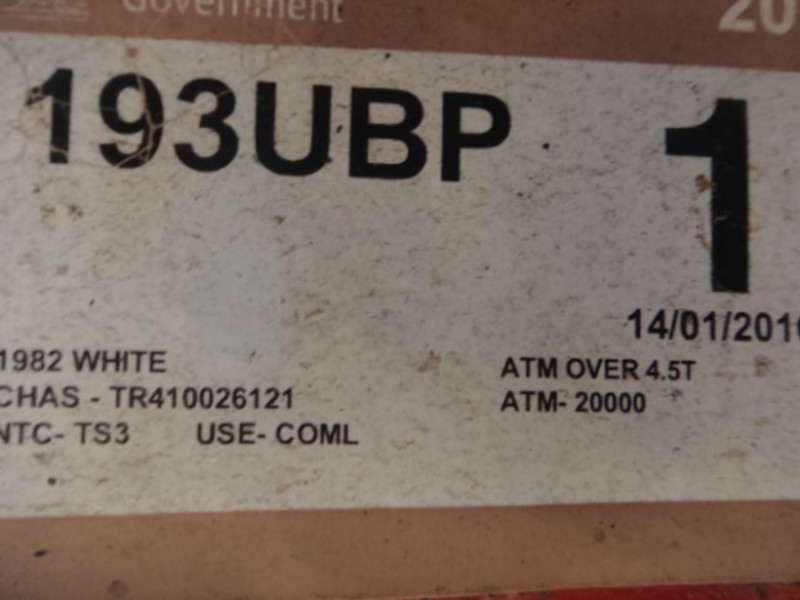 Government 20
193UBP 1
14/01/2010
1982 WHITE ATM OVER 4.5T
CHAS - TR410026121 ATM- 20000
NTC- TS3 USE- COML